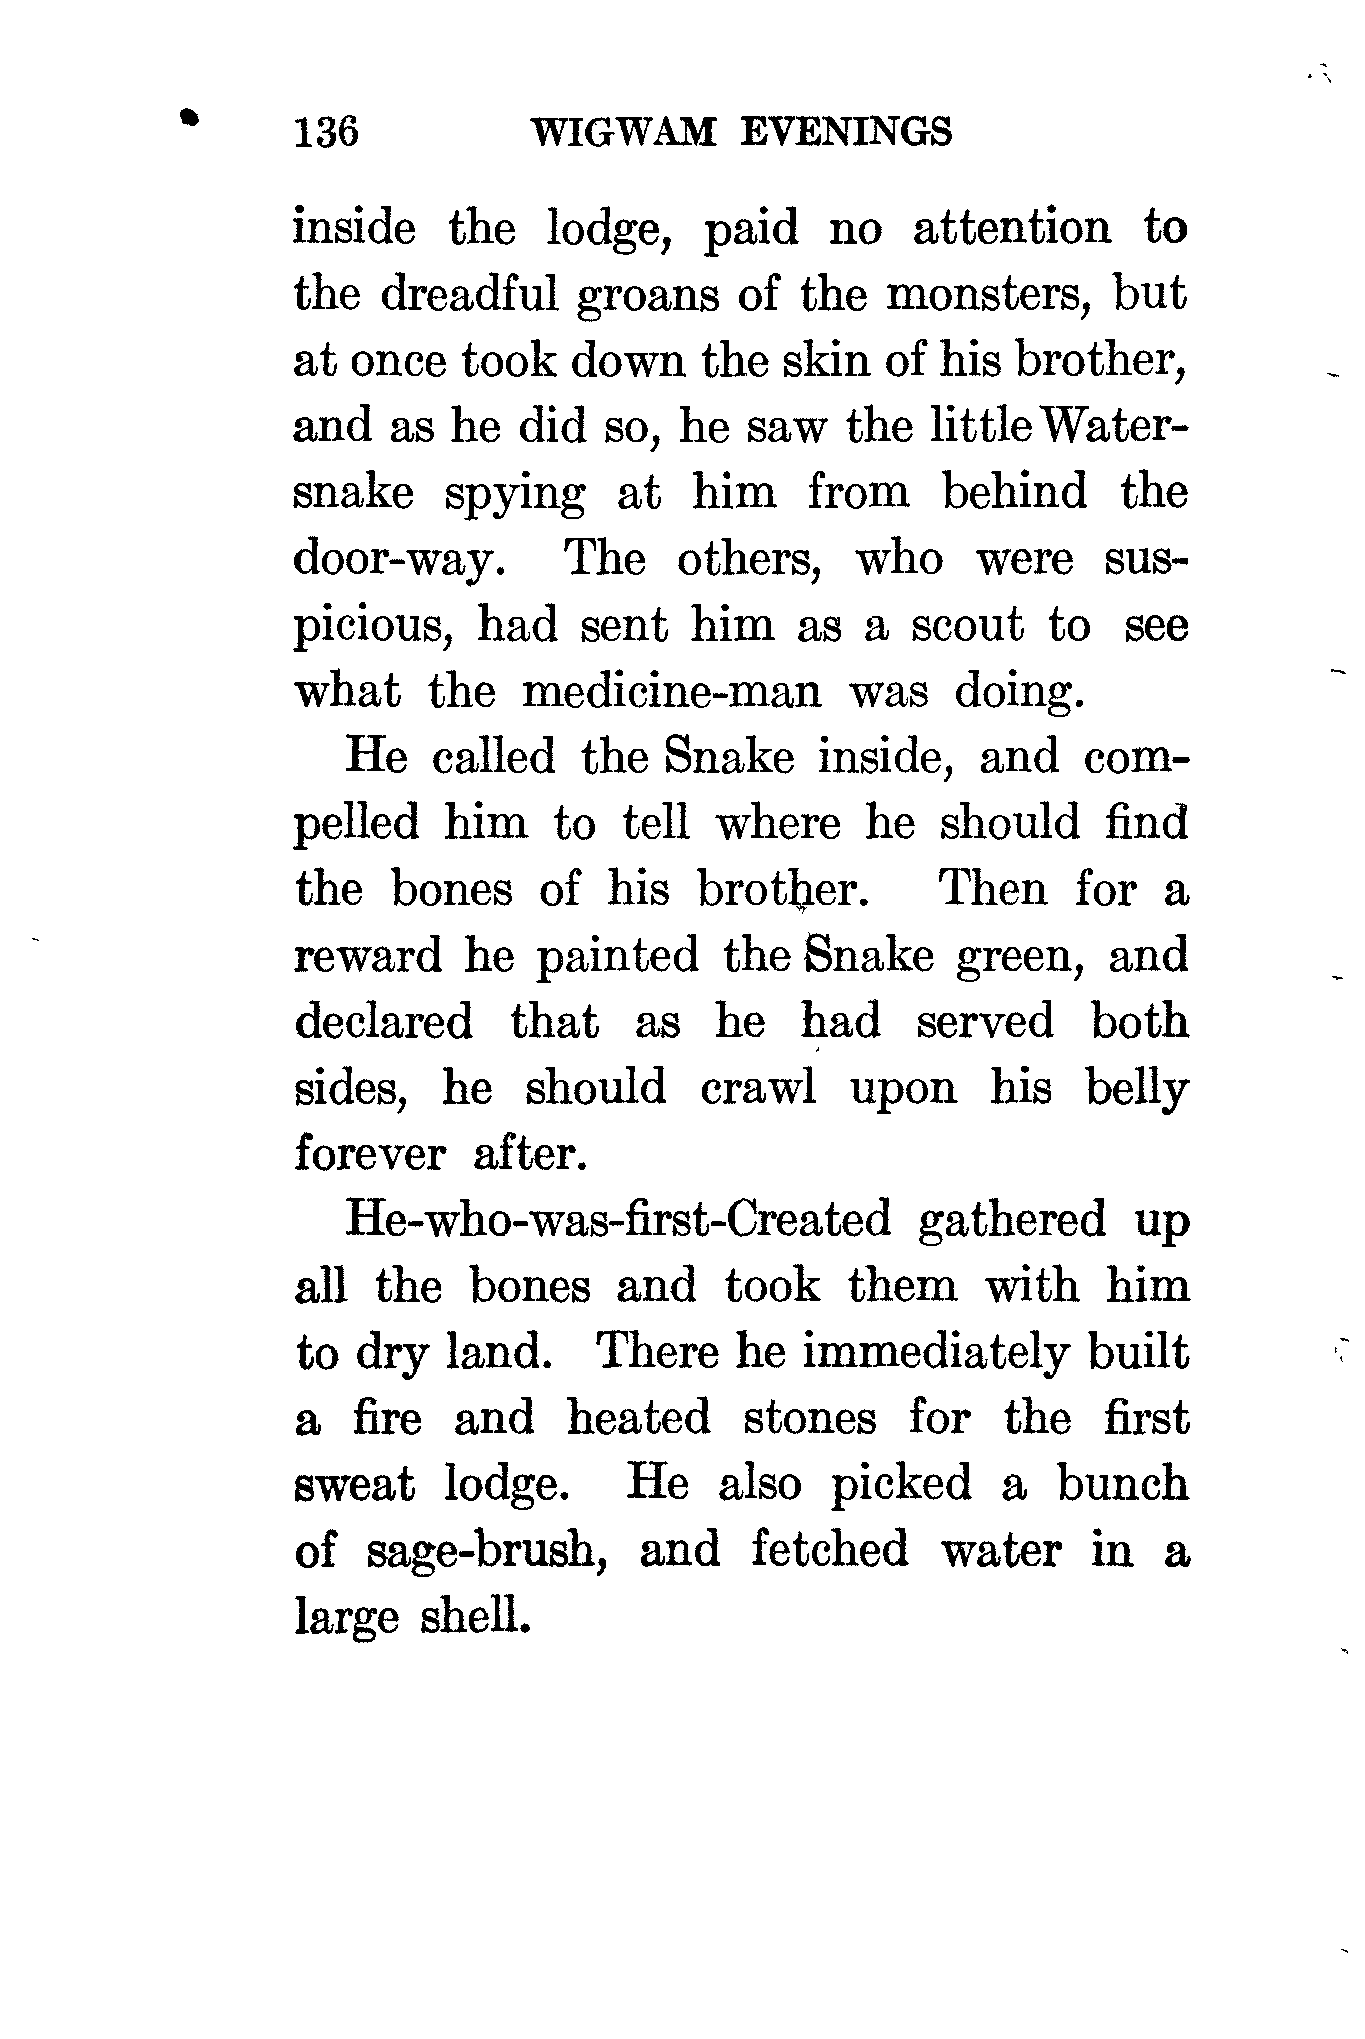 136 WIGWAM EVENINGS
inside the lodge, paid no attention to
the dreadful groans of the monsters, but
at once took down the skin of his brother,
and as he did so, he saw the little Water-
snake spying at him from behind the
door-way. The others, who were sus-
picious, had sent him as a scout to see
what the medicine-man was doing.
He called the Snake inside, and com-
pelled him to tell where he should find
the bones of his brother. Then for a
reward he painted the Snake green, and
declared that as he had served both
sides, he should crawl upon his belly
forever after.
He-who-was-first-Created gathered up
all the bones and took them with him
to dry land. There he immediately built
a fire and heated stones for the first
sweat lodge. He also picked a bunch
of sage-brush, and fetched water in a
large shell.